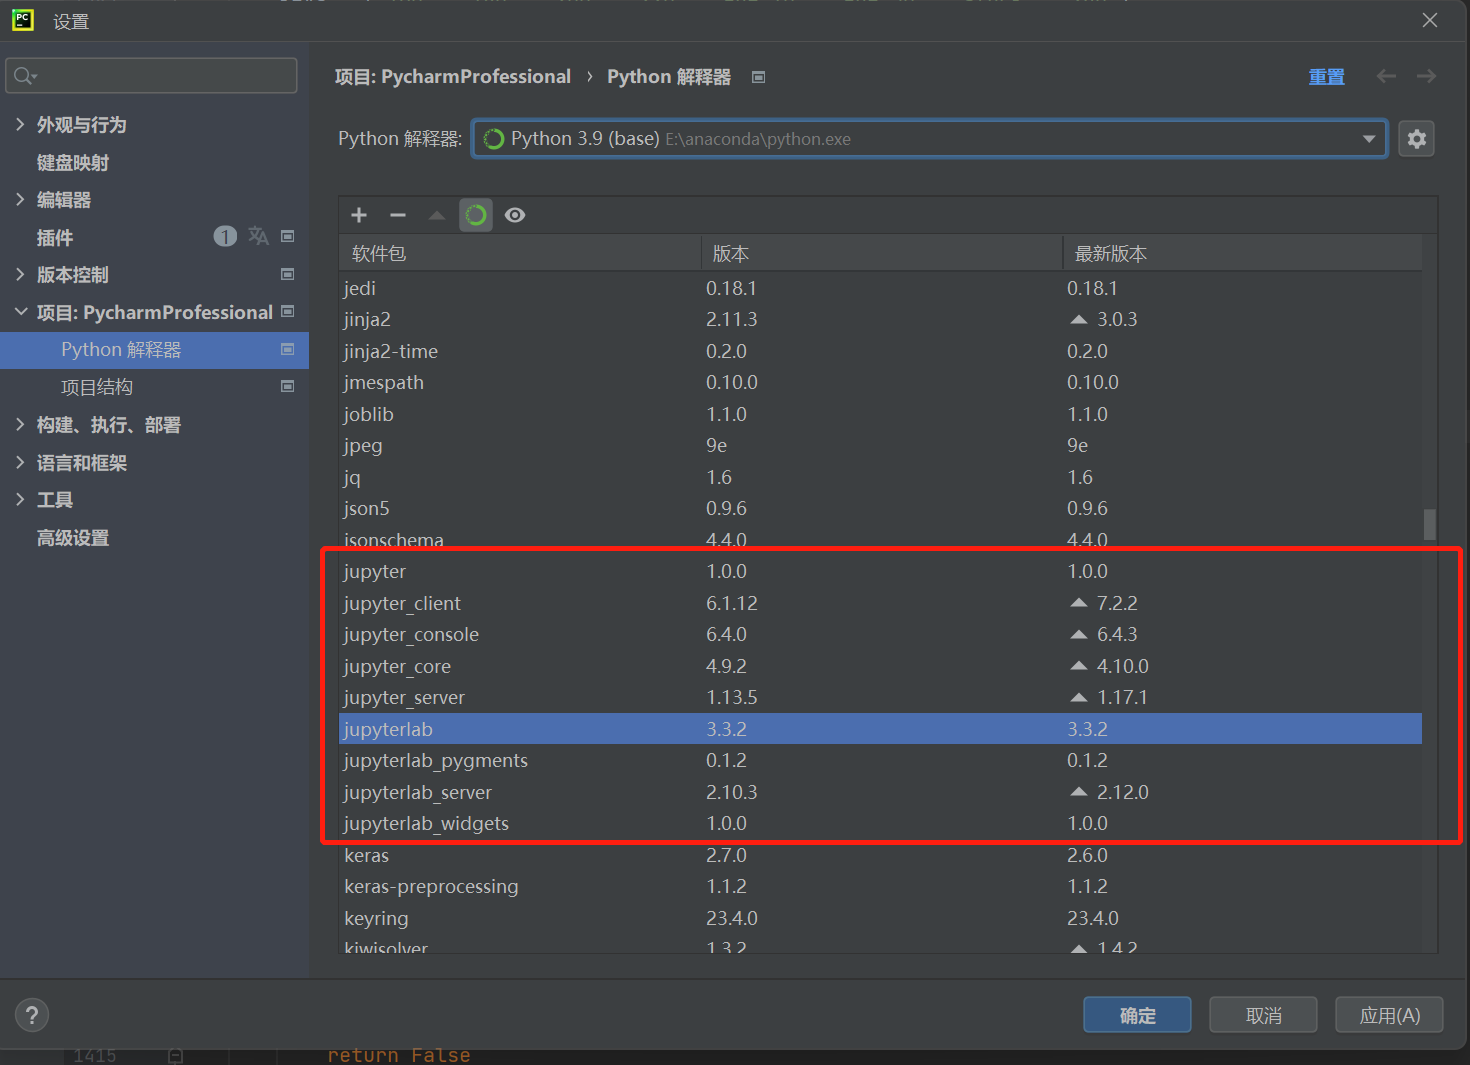 PC 设置
项目: PycharmProfessional › Python 解释器 重置
Python 解释器: Python 3.9 (base) E:\anaconda\python.exe
外观与行为
键盘映射
编辑器
插件 1
版本控制
项目: PycharmProfessional
Python 解释器
项目结构
构建、执行、部署
语言和框架
工具
高级设置
软件包 版本 最新版本
jedi 0.18.1 0.18.1
jinja2 2.11.3 3.0.3
jinja2-time 0.2.0 0.2.0
jmespath 0.10.0 0.10.0
joblib 1.1.0 1.1.0
jpeg 9e 9e
jq 1.6 1.6
json5 0.9.6 0.9.6
jsonschema 4.4.0 4.4.0
jupyter 1.0.0 1.0.0
jupyter_client 6.1.12 7.2.2
jupyter_console 6.4.0 6.4.3
jupyter_core 4.9.2 4.10.0
jupyter_server 1.13.5 1.17.1
jupyterlab 3.3.2 3.3.2
jupyterlab_pygments 0.1.2 0.1.2
jupyterlab_server 2.10.3 2.12.0
jupyterlab_widgets 1.0.0 1.0.0
keras 2.7.0 2.6.0
keras-preprocessing 1.1.2 1.1.2
keyring 23.4.0 23.4.0
kiwisolver 1.3.2 1.4.2
? 确定 取消 应用(A)
1415 return False